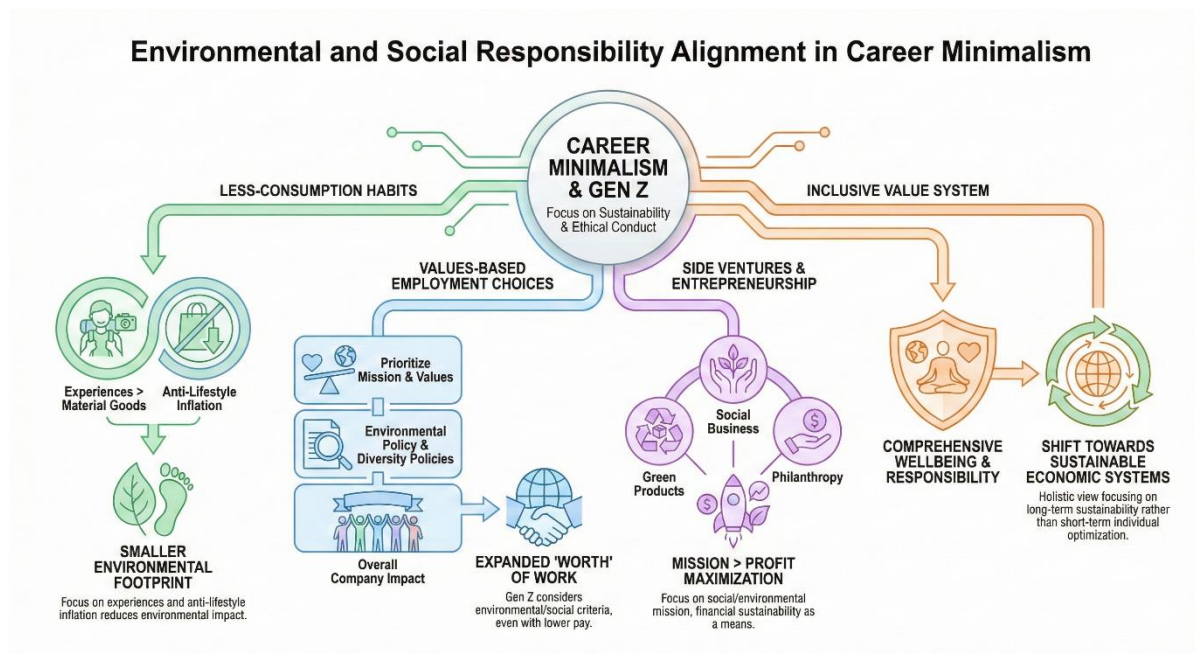 Environmental and Social Responsibility Alignment in Career Minimalism
CAREER
MINIMALISM
& GEN Z
Focus on Sustainability
& Ethical Conduct
LESS-CONSUMPTION HABITS
Experiences >
Material Goods
Anti-Lifestyle
Inflation
SMALLER
ENVIRONMENTAL
FOOTPRINT
Focus on experiences and anti-lifestyle
inflation reduces environmental impact.
VALUES-BASED
EMPLOYMENT CHOICES
Prioritize
Mission & Values
Environmental
Policy &
Diversity Policies
Overall
Company Impact
EXPANDED 'WORTH'
OF WORK
Gen Z considers
environmental/social criteria,
even with lower pay.
SIDE VENTURES &
ENTREPRENEURSHIP
Social
Business
Green
Products
Philanthropy
$
$
MISSION > PROFIT
MAXIMIZATION
Focus on social/environmental
mission, financial sustainability as
a means.
INCLUSIVE VALUE SYSTEM
COMPREHENSIVE
WELLBEING &
RESPONSIBILITY
SHIFT TOWARDS
SUSTAINABLE
ECONOMIC SYSTEMS
Holistic view focusing on
long-term sustainability rather
than short-term individual
optimization.